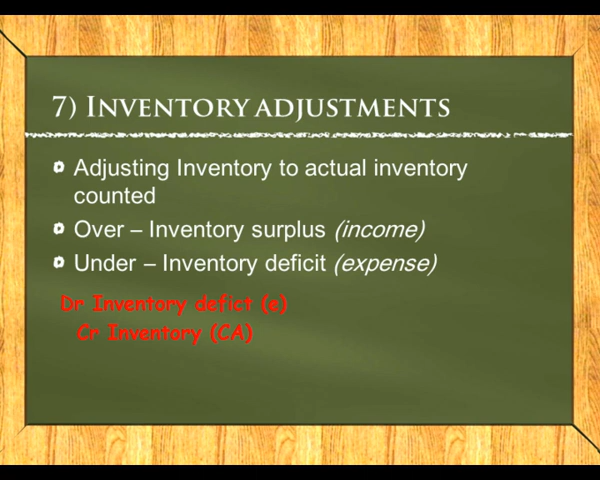 7) INVENTORY ADJUSTMENTS
Adjusting Inventory to actual inventory
counted
Over – Inventory surplus (income)
Under – Inventory deficit (expense)
Dr Inventory defict (e)
Cr Inventory (CA)